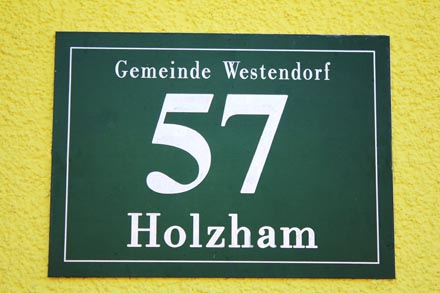 Gemeinde Westendorf
57
Holzham